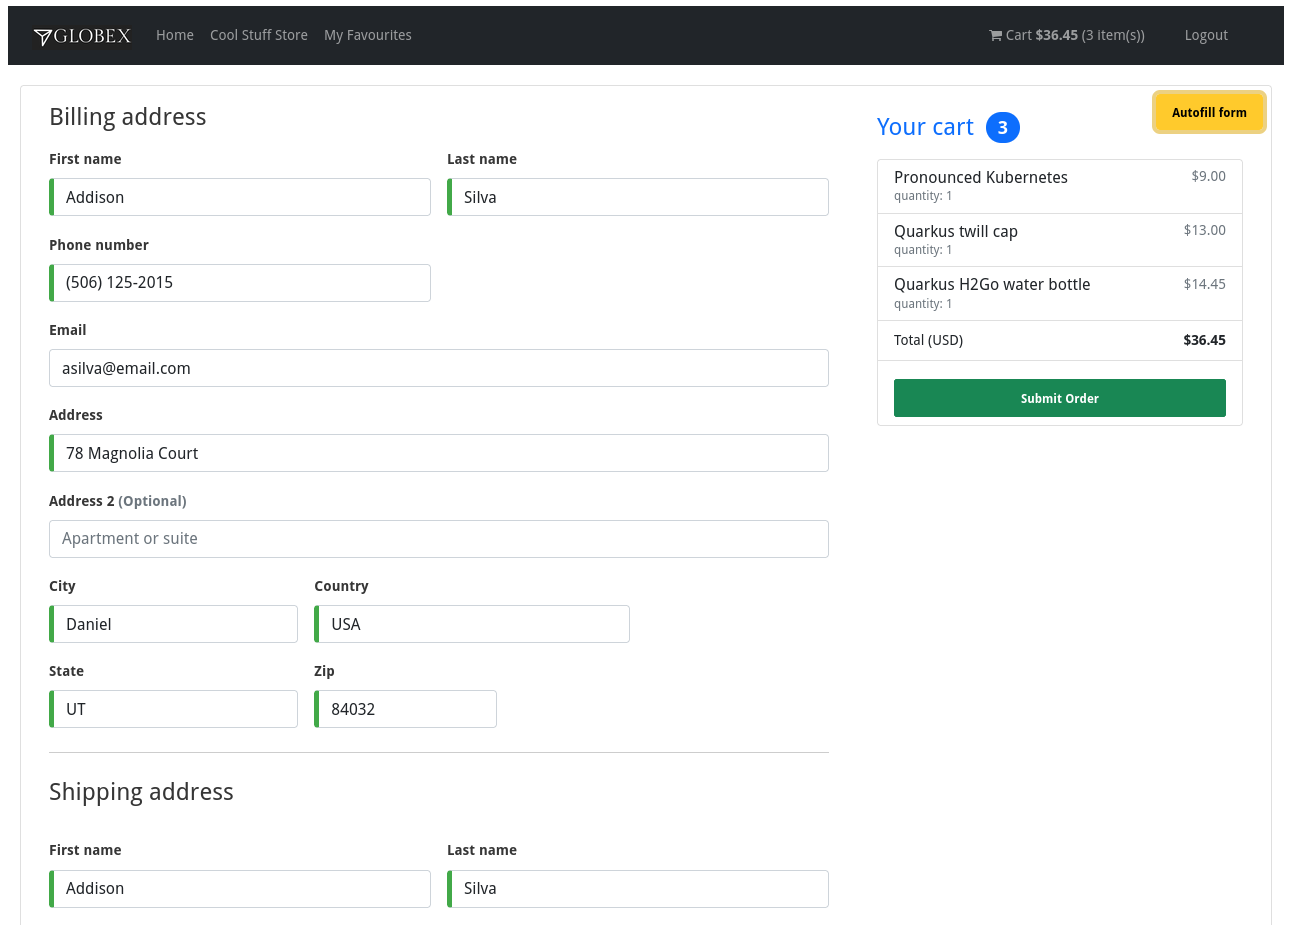 GLOBEX Home Cool Stuff Store My Favourites Cart $36.45 (3 item(s)) Logout
Autofill form
Billing address
First name Last name
Addison Silva
Phone number
(506) 125-2015
Email
asilva@email.com
Address
78 Magnolia Court
Address 2 (Optional)
Apartment or suite
City Country
Daniel USA
State Zip
UT 84032
Shipping address
First name Last name
Addison Silva
Your cart 3
Pronounced Kubernetes $9.00
quantity: 1
Quarkus twill cap $13.00
quantity: 1
Quarkus H2Go water bottle $14.45
quantity: 1
Total (USD) $36.45
Submit Order